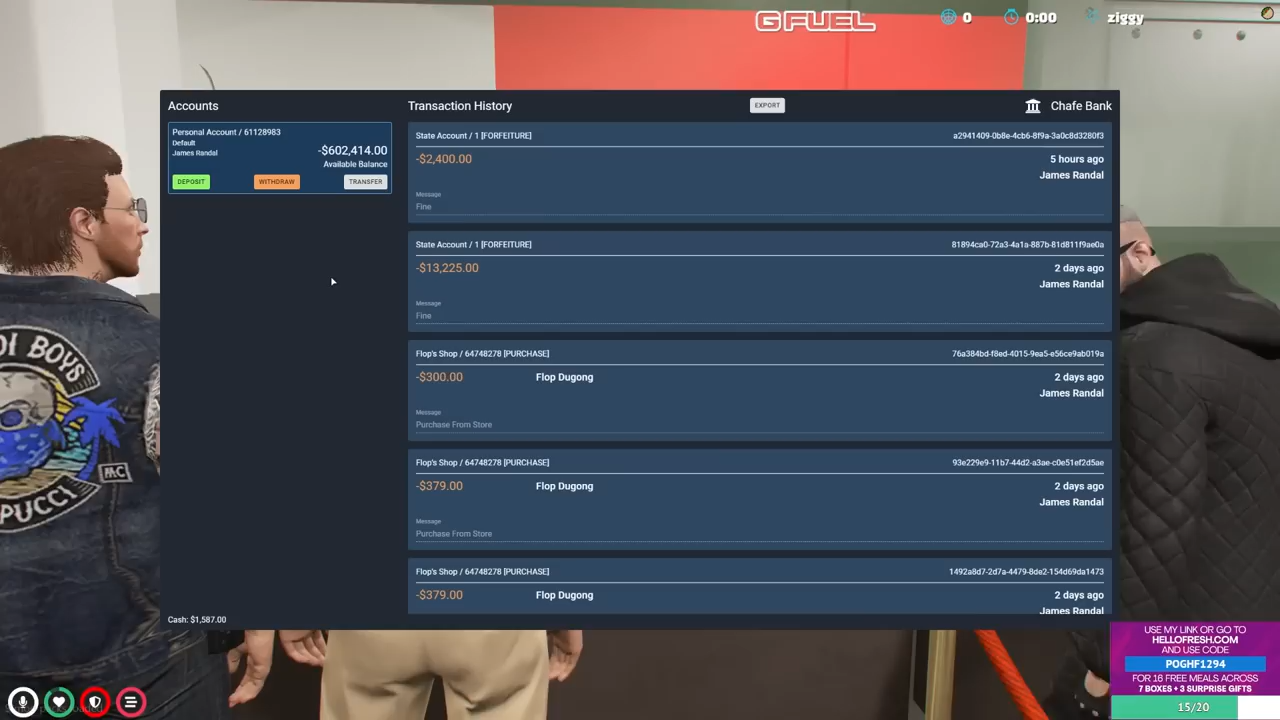 GFUEL
0
0:00
ziggy
Accounts
Transaction History
EXPORT
Chafe Bank
Personal Account / 61128983
Default
James Randal
-$602,414.00
Available Balance
DEPOSIT
WITHDRAW
TRANSFER
State Account / 1 [FORFEITURE]
a2941409-0b8e-4cb6-8f9a-3a0c8d3280f3
-$2,400.00
5 hours ago
James Randal
Message
Fine
State Account / 1 [FORFEITURE]
81894ca0-72a3-4a1a-887b-81d811f9ae0a
-$13,225.00
2 days ago
James Randal
Message
Fine
Flop's Shop / 64748278 [PURCHASE]
76a384bd-f8ed-4015-9ea5-e56ce9ab019a
-$300.00
Flop Dugong
2 days ago
James Randal
Message
Purchase From Store
Flop's Shop / 64748278 [PURCHASE]
93e229e9-11b7-44d2-a3ae-c0e51ef2d5ae
-$379.00
Flop Dugong
2 days ago
James Randal
Message
Purchase From Store
Flop's Shop / 64748278 [PURCHASE]
1492a8d7-2d7a-4479-8de2-154d69da1473
-$379.00
Flop Dugong
2 days ago
James Randal
Cash: $1,587.00
BOYS
MC
PUCCI
USE MY LINK OR GO TO
HELLOFRESH.COM
AND USE CODE
POGHF1294
FOR 16 FREE MEALS ACROSS
7 BOXES + 3 SURPRISE GIFTS
15/20